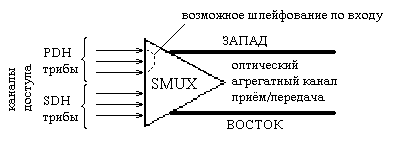 возможное шлейфование по входу
PDH
трибы
ЗАПАД
каналы
доступа
SMUX
оптический
агрегатный канал
приём/передача
SDH
трибы
ВОСТОК